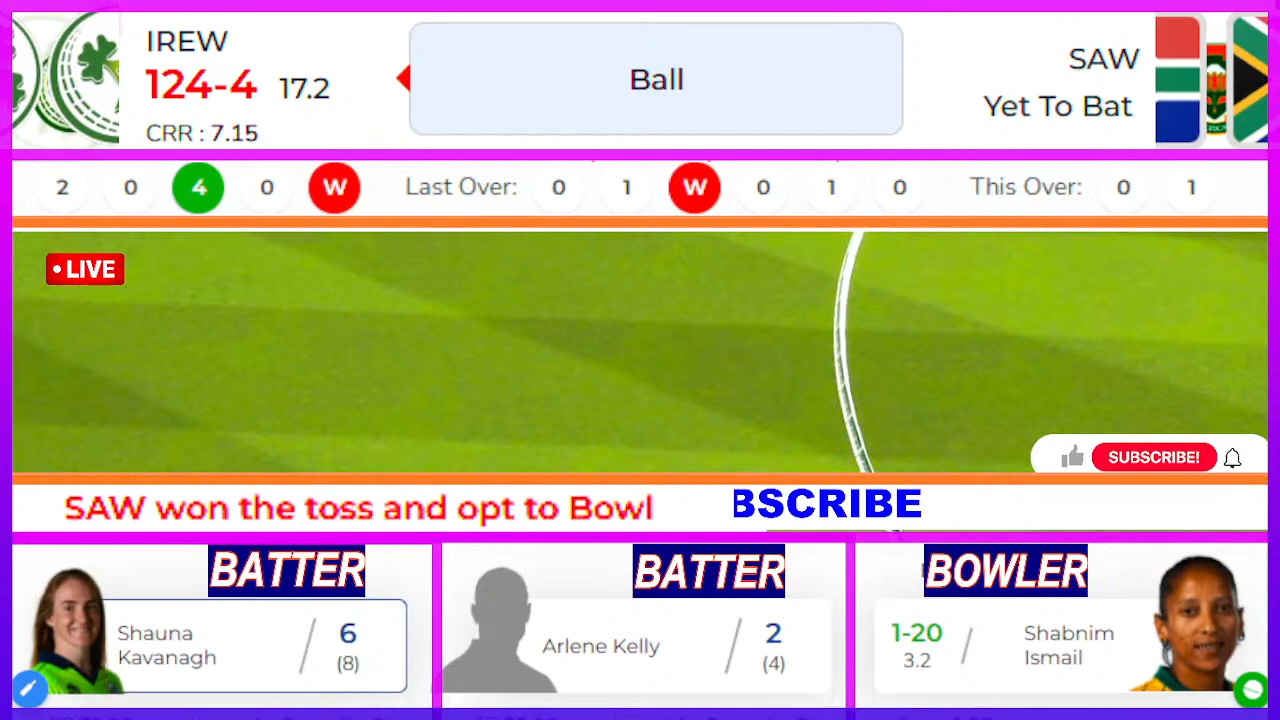 IREW
124-4 17.2
CRR : 7.15
Ball
SAW
Yet To Bat
2 0 4 0 W Last Over: 0 1 W 0 1 0 This Over: 0 1
• LIVE
SUBSCRIBE!
SAW won the toss and opt to Bowl
BSCRIBE
BATTER
Shauna
Kavanagh
6
(8)
BATTER
Arlene Kelly
2
(4)
BOWLER
1-20
3.2
Shabnim
Ismail